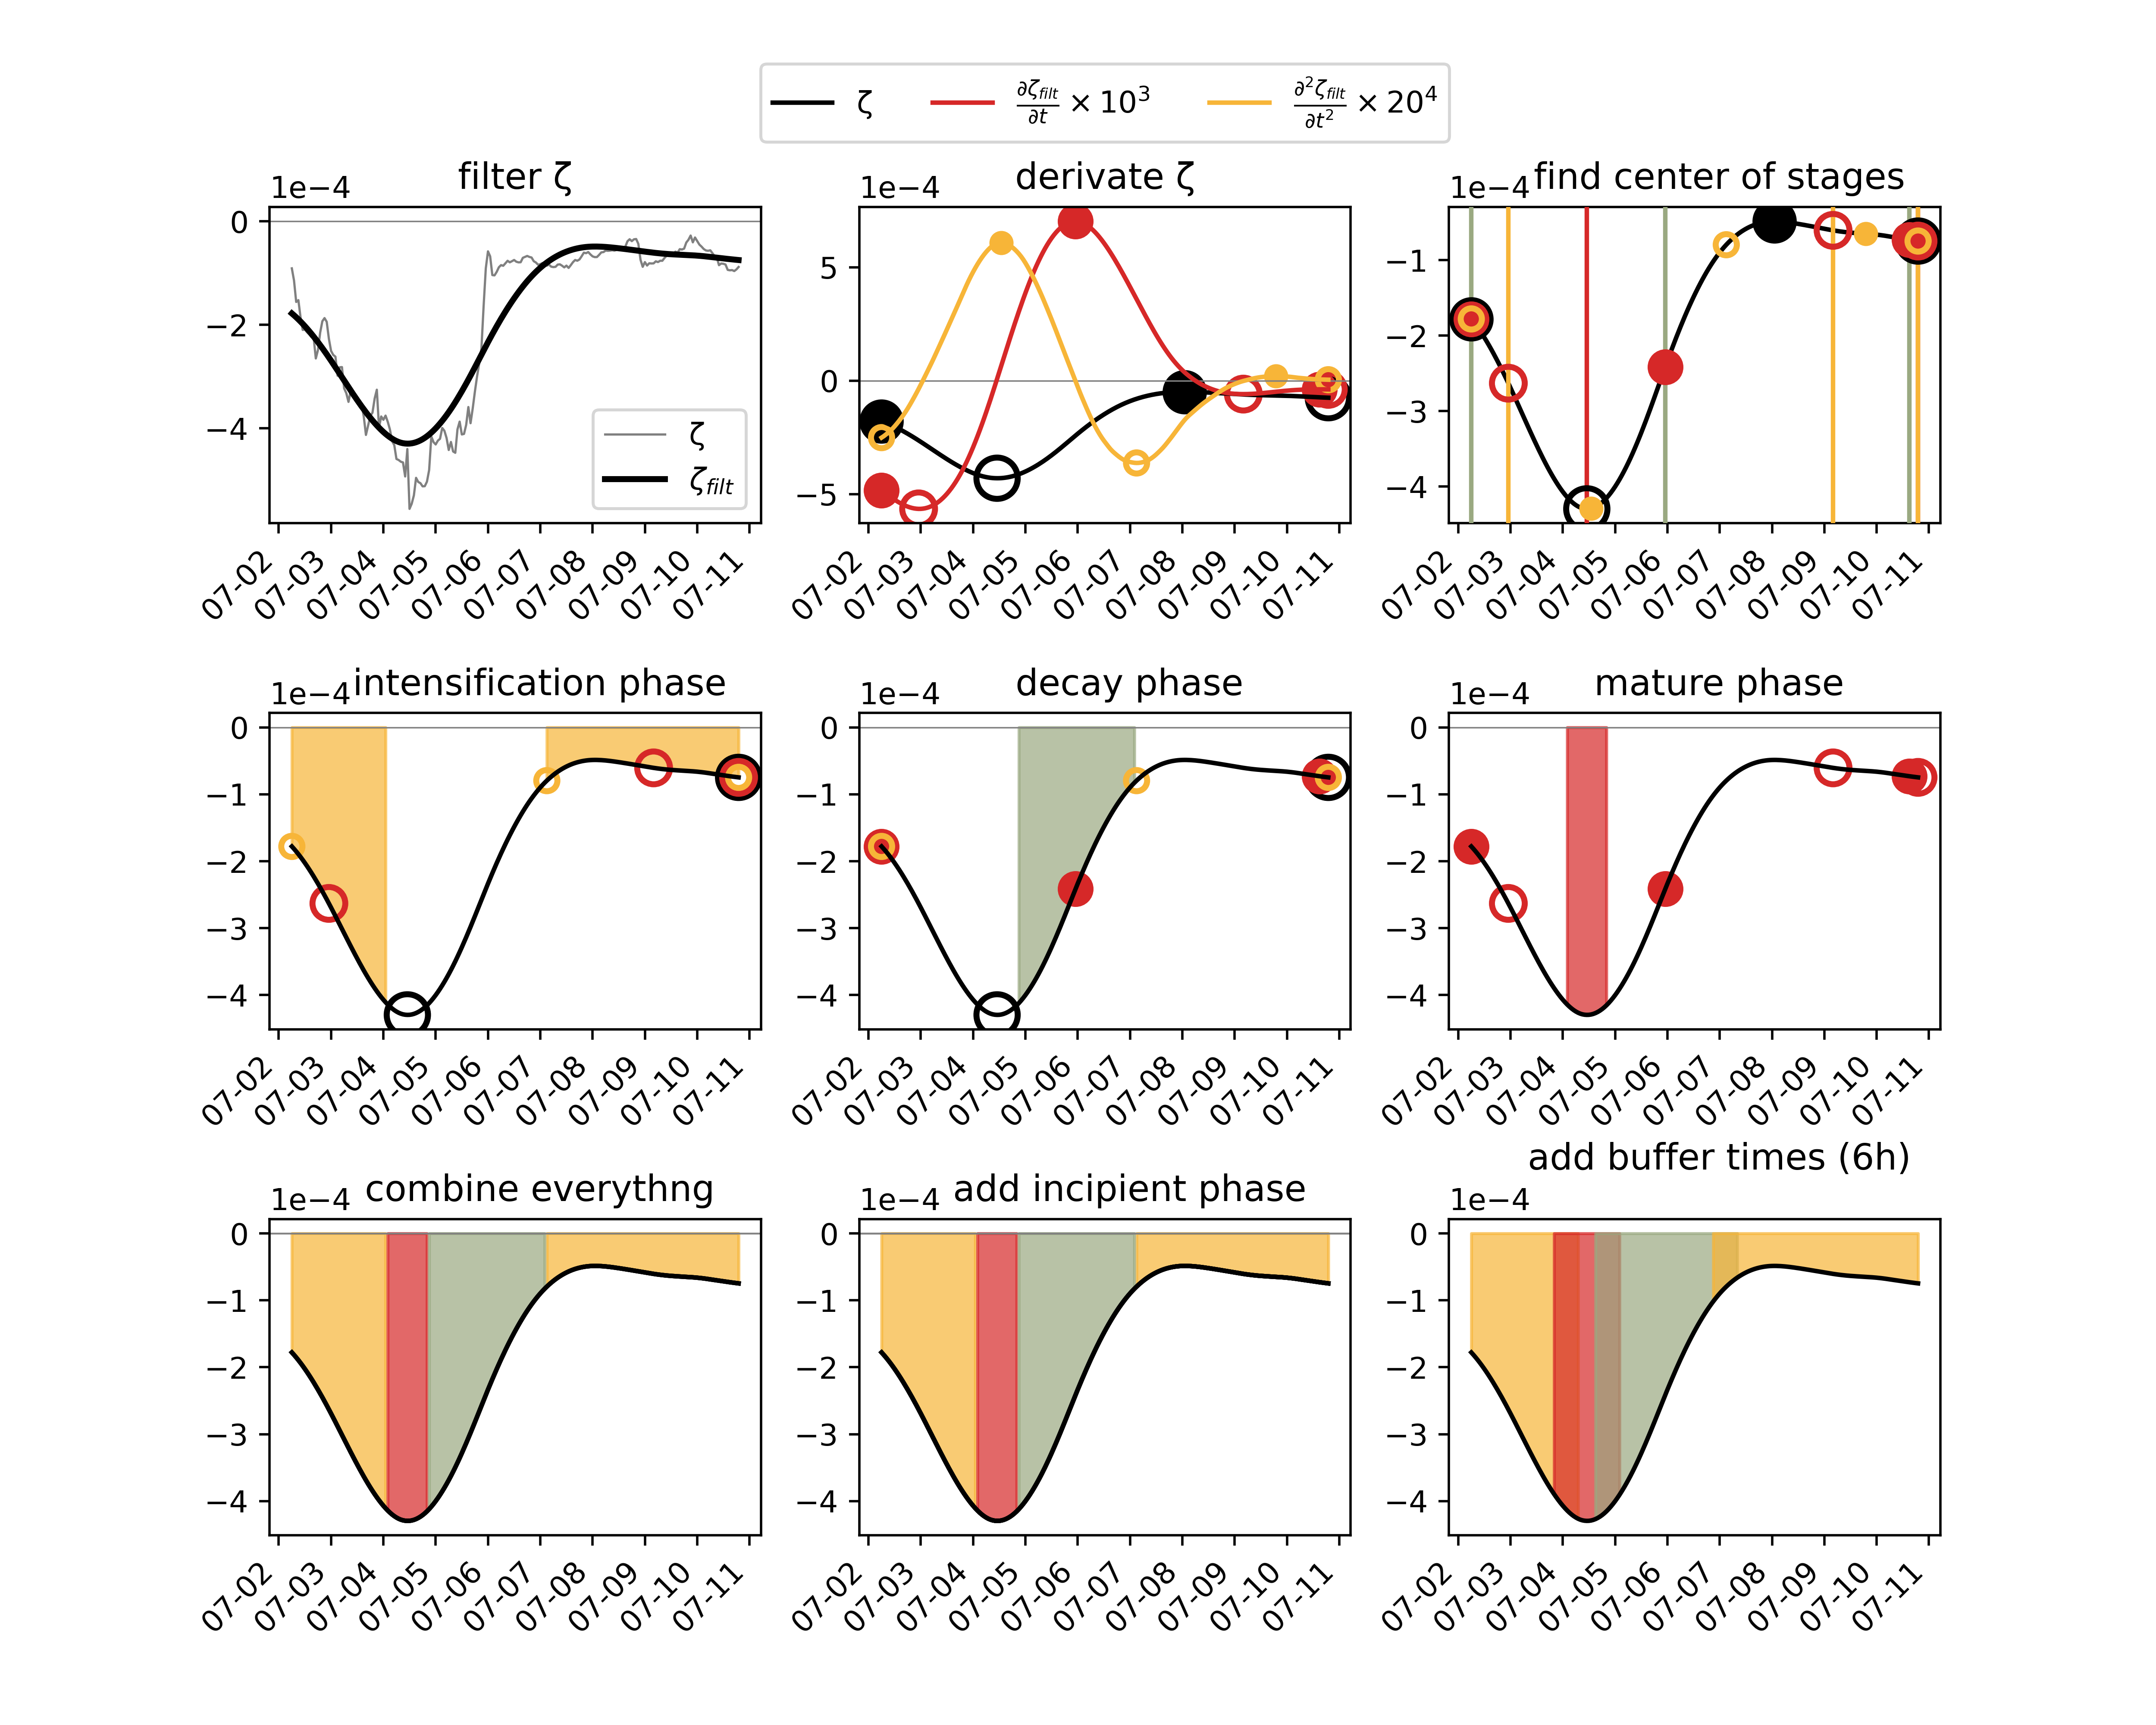 ζ ∂ζ_filt/∂t × 10³ ∂²ζ_filt/∂t² × 20⁴
filter ζ
1e−4
0
−2
−4
ζ
ζ_filt
07-02 07-03 07-04 07-05 07-06 07-07 07-08 07-09 07-10 07-11
derivate ζ
1e−4
5
0
−5
07-02 07-03 07-04 07-05 07-06 07-07 07-08 07-09 07-10 07-11
find center of stages
1e−4
−1
−2
−3
−4
07-02 07-03 07-04 07-05 07-06 07-07 07-08 07-09 07-10 07-11
intensification phase
1e−4
0
−1
−2
−3
−4
07-02 07-03 07-04 07-05 07-06 07-07 07-08 07-09 07-10 07-11
decay phase
1e−4
0
−1
−2
−3
−4
07-02 07-03 07-04 07-05 07-06 07-07 07-08 07-09 07-10 07-11
mature phase
1e−4
0
−1
−2
−3
−4
07-02 07-03 07-04 07-05 07-06 07-07 07-08 07-09 07-10 07-11
combine everythng
1e−4
0
−1
−2
−3
−4
07-02 07-03 07-04 07-05 07-06 07-07 07-08 07-09 07-10 07-11
add incipient phase
1e−4
0
−1
−2
−3
−4
07-02 07-03 07-04 07-05 07-06 07-07 07-08 07-09 07-10 07-11
add buffer times (6h)
1e−4
0
−1
−2
−3
−4
07-02 07-03 07-04 07-05 07-06 07-07 07-08 07-09 07-10 07-11